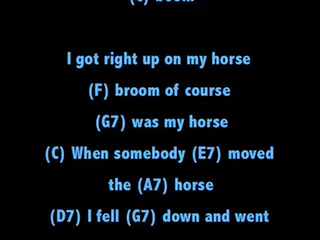 I got right up on my horse
(F) broom of course
(G7) was my horse
(C) When somebody (E7) moved
the (A7) horse
(D7) I fell (G7) down and went